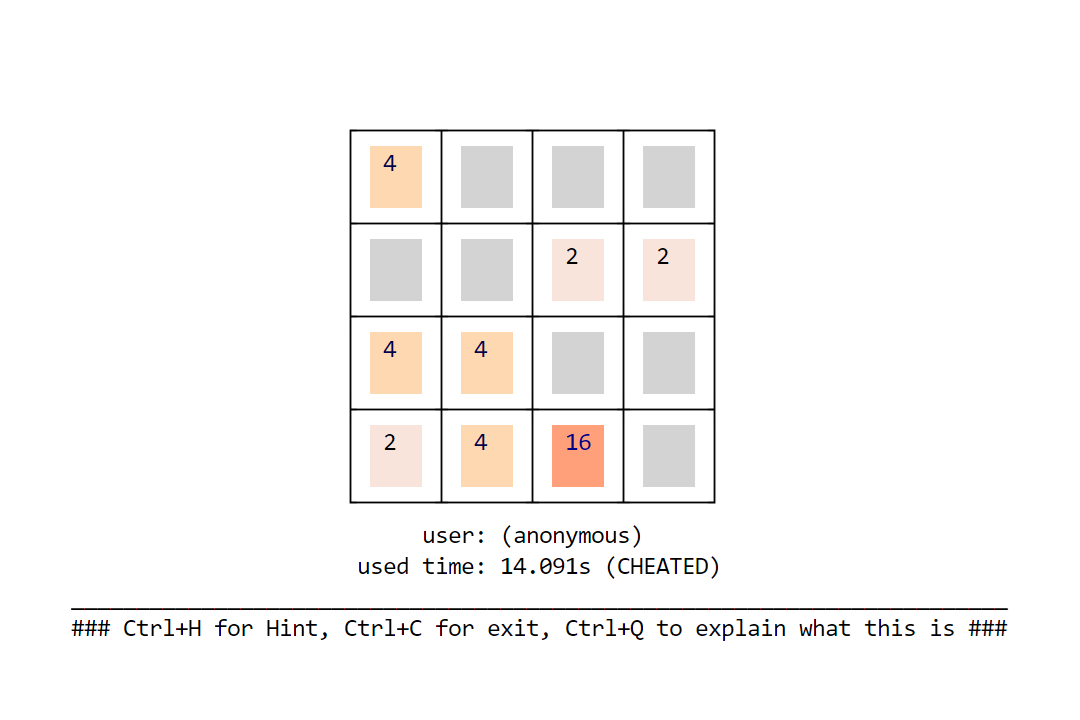 4
2 2
4 4
2 4 16
user: (anonymous)
used time: 14.091s (CHEATED)
### Ctrl+H for Hint, Ctrl+C for exit, Ctrl+Q to explain what this is ###